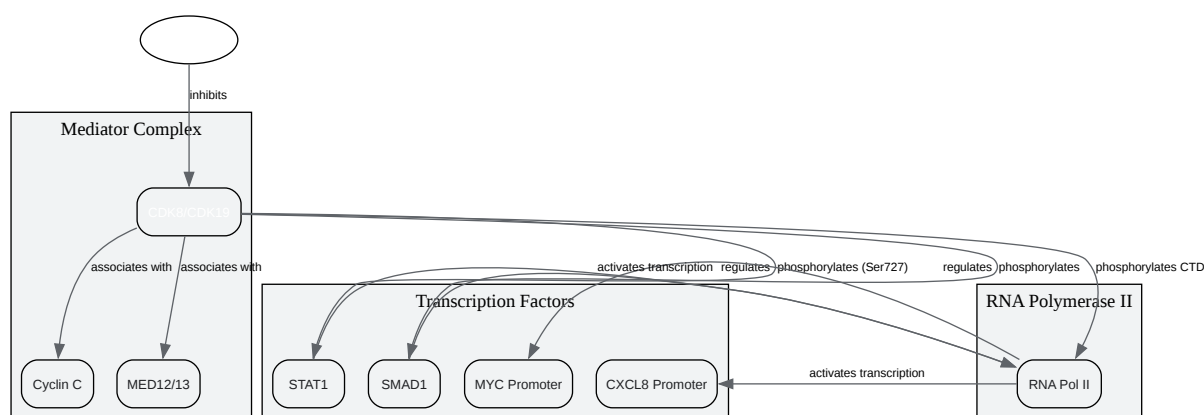 inhibits
Mediator Complex
CDK8/CDK19
associates with
associates with
activates transcription
regulates
phosphorylates (Ser727)
regulates
phosphorylates
phosphorylates CTD
Transcription Factors
RNA Polymerase II
activates transcription
Cyclin C
MED12/13
STAT1
SMAD1
MYC Promoter
CXCL8 Promoter
RNA Pol II